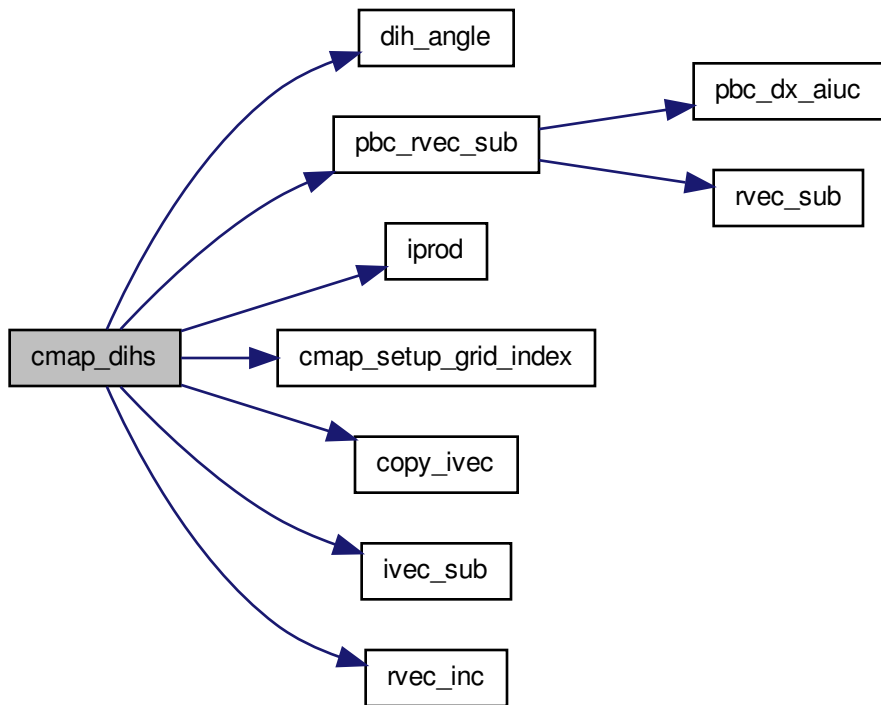 dih_angle
pbc_dx_aiuc
pbc_rvec_sub
rvec_sub
iprod
cmap_dihs
cmap_setup_grid_index
copy_ivec
ivec_sub
rvec_inc